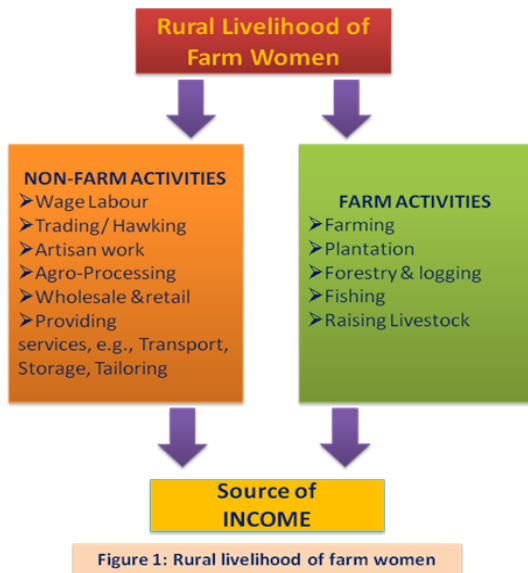 Rural Livelihood of
Farm Women
NON-FARM ACTIVITIES
➤Wage Labour
➤Trading/ Hawking
➤Artisan work
➤Agro-Processing
➤Wholesale &retail
➤Providing
services, e.g., Transport,
Storage, Tailoring
FARM ACTIVITIES
➤Farming
➤Plantation
➤Forestry & logging
➤Fishing
➤Raising Livestock
Source of
INCOME
Figure 1: Rural livelihood of farm women